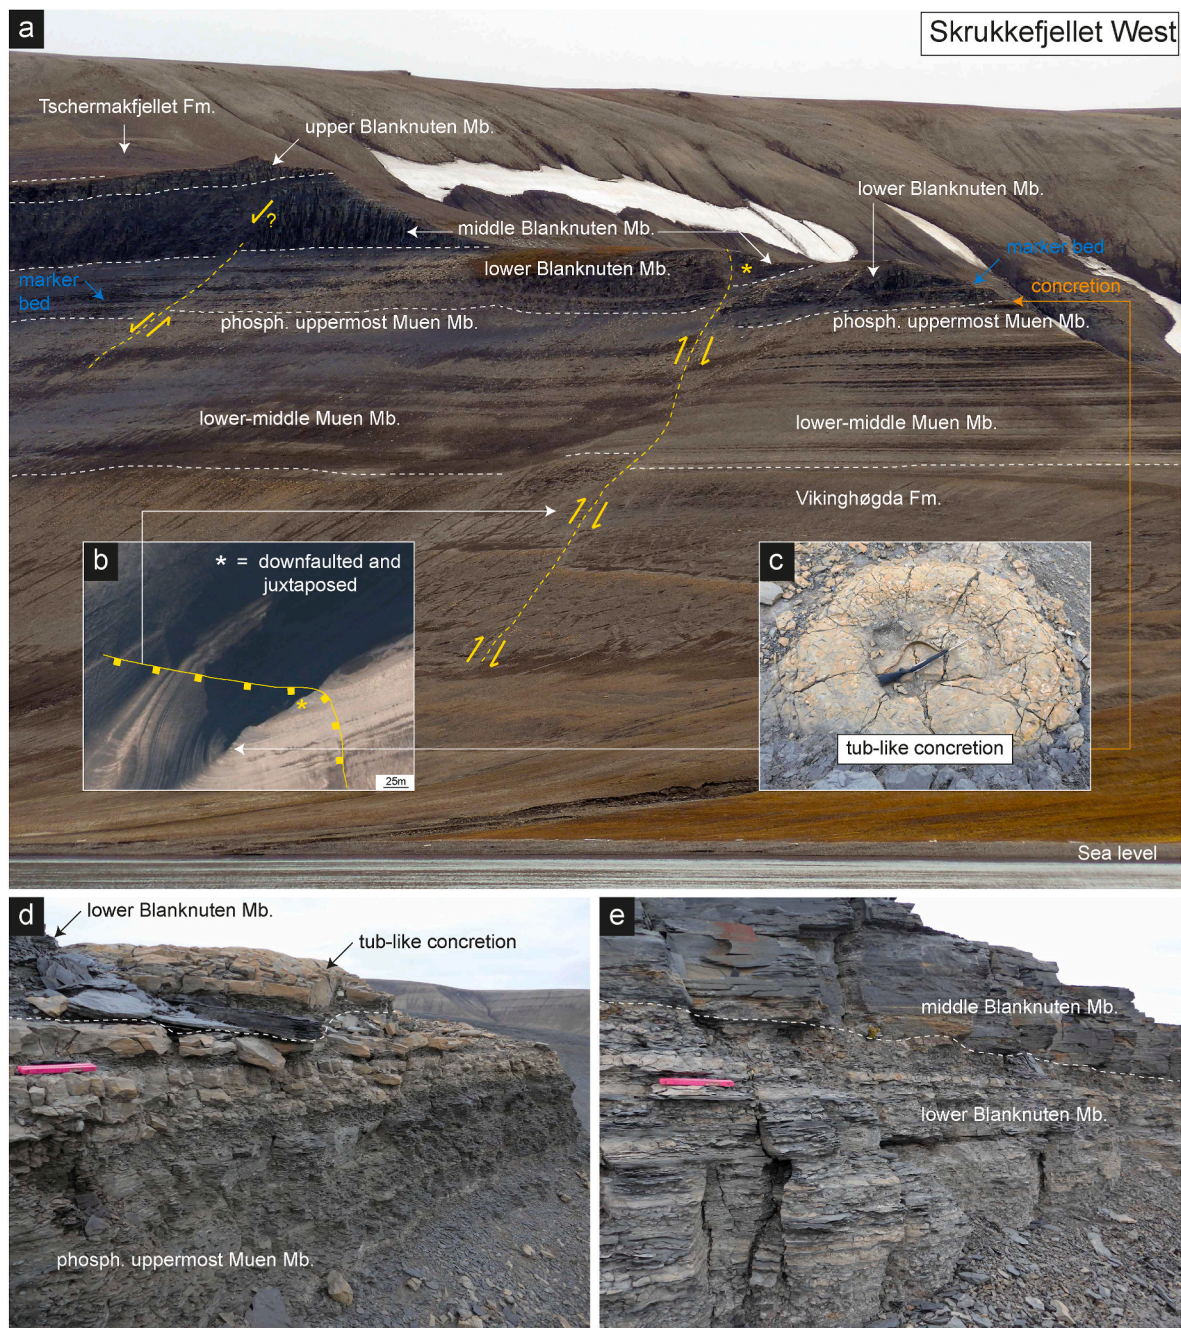 a
Skrukkefjellet West
Tschermakfjellet Fm.
upper Blanknuten Mb.
lower Blanknuten Mb.
?
middle Blanknuten Mb.
marker bed
lower Blanknuten Mb.
*
marker
bed
concretion
phosph. uppermost Muen Mb.
phosph. uppermost Muen Mb.
lower-middle Muen Mb.
lower-middle Muen Mb.
Vikinghøgda Fm.
b
* = downfaulted and
juxtaposed
*
25m
c
tub-like concretion
Sea level
d
lower Blanknuten Mb.
tub-like concretion
phosph. uppermost Muen Mb.
e
middle Blanknuten Mb.
lower Blanknuten Mb.